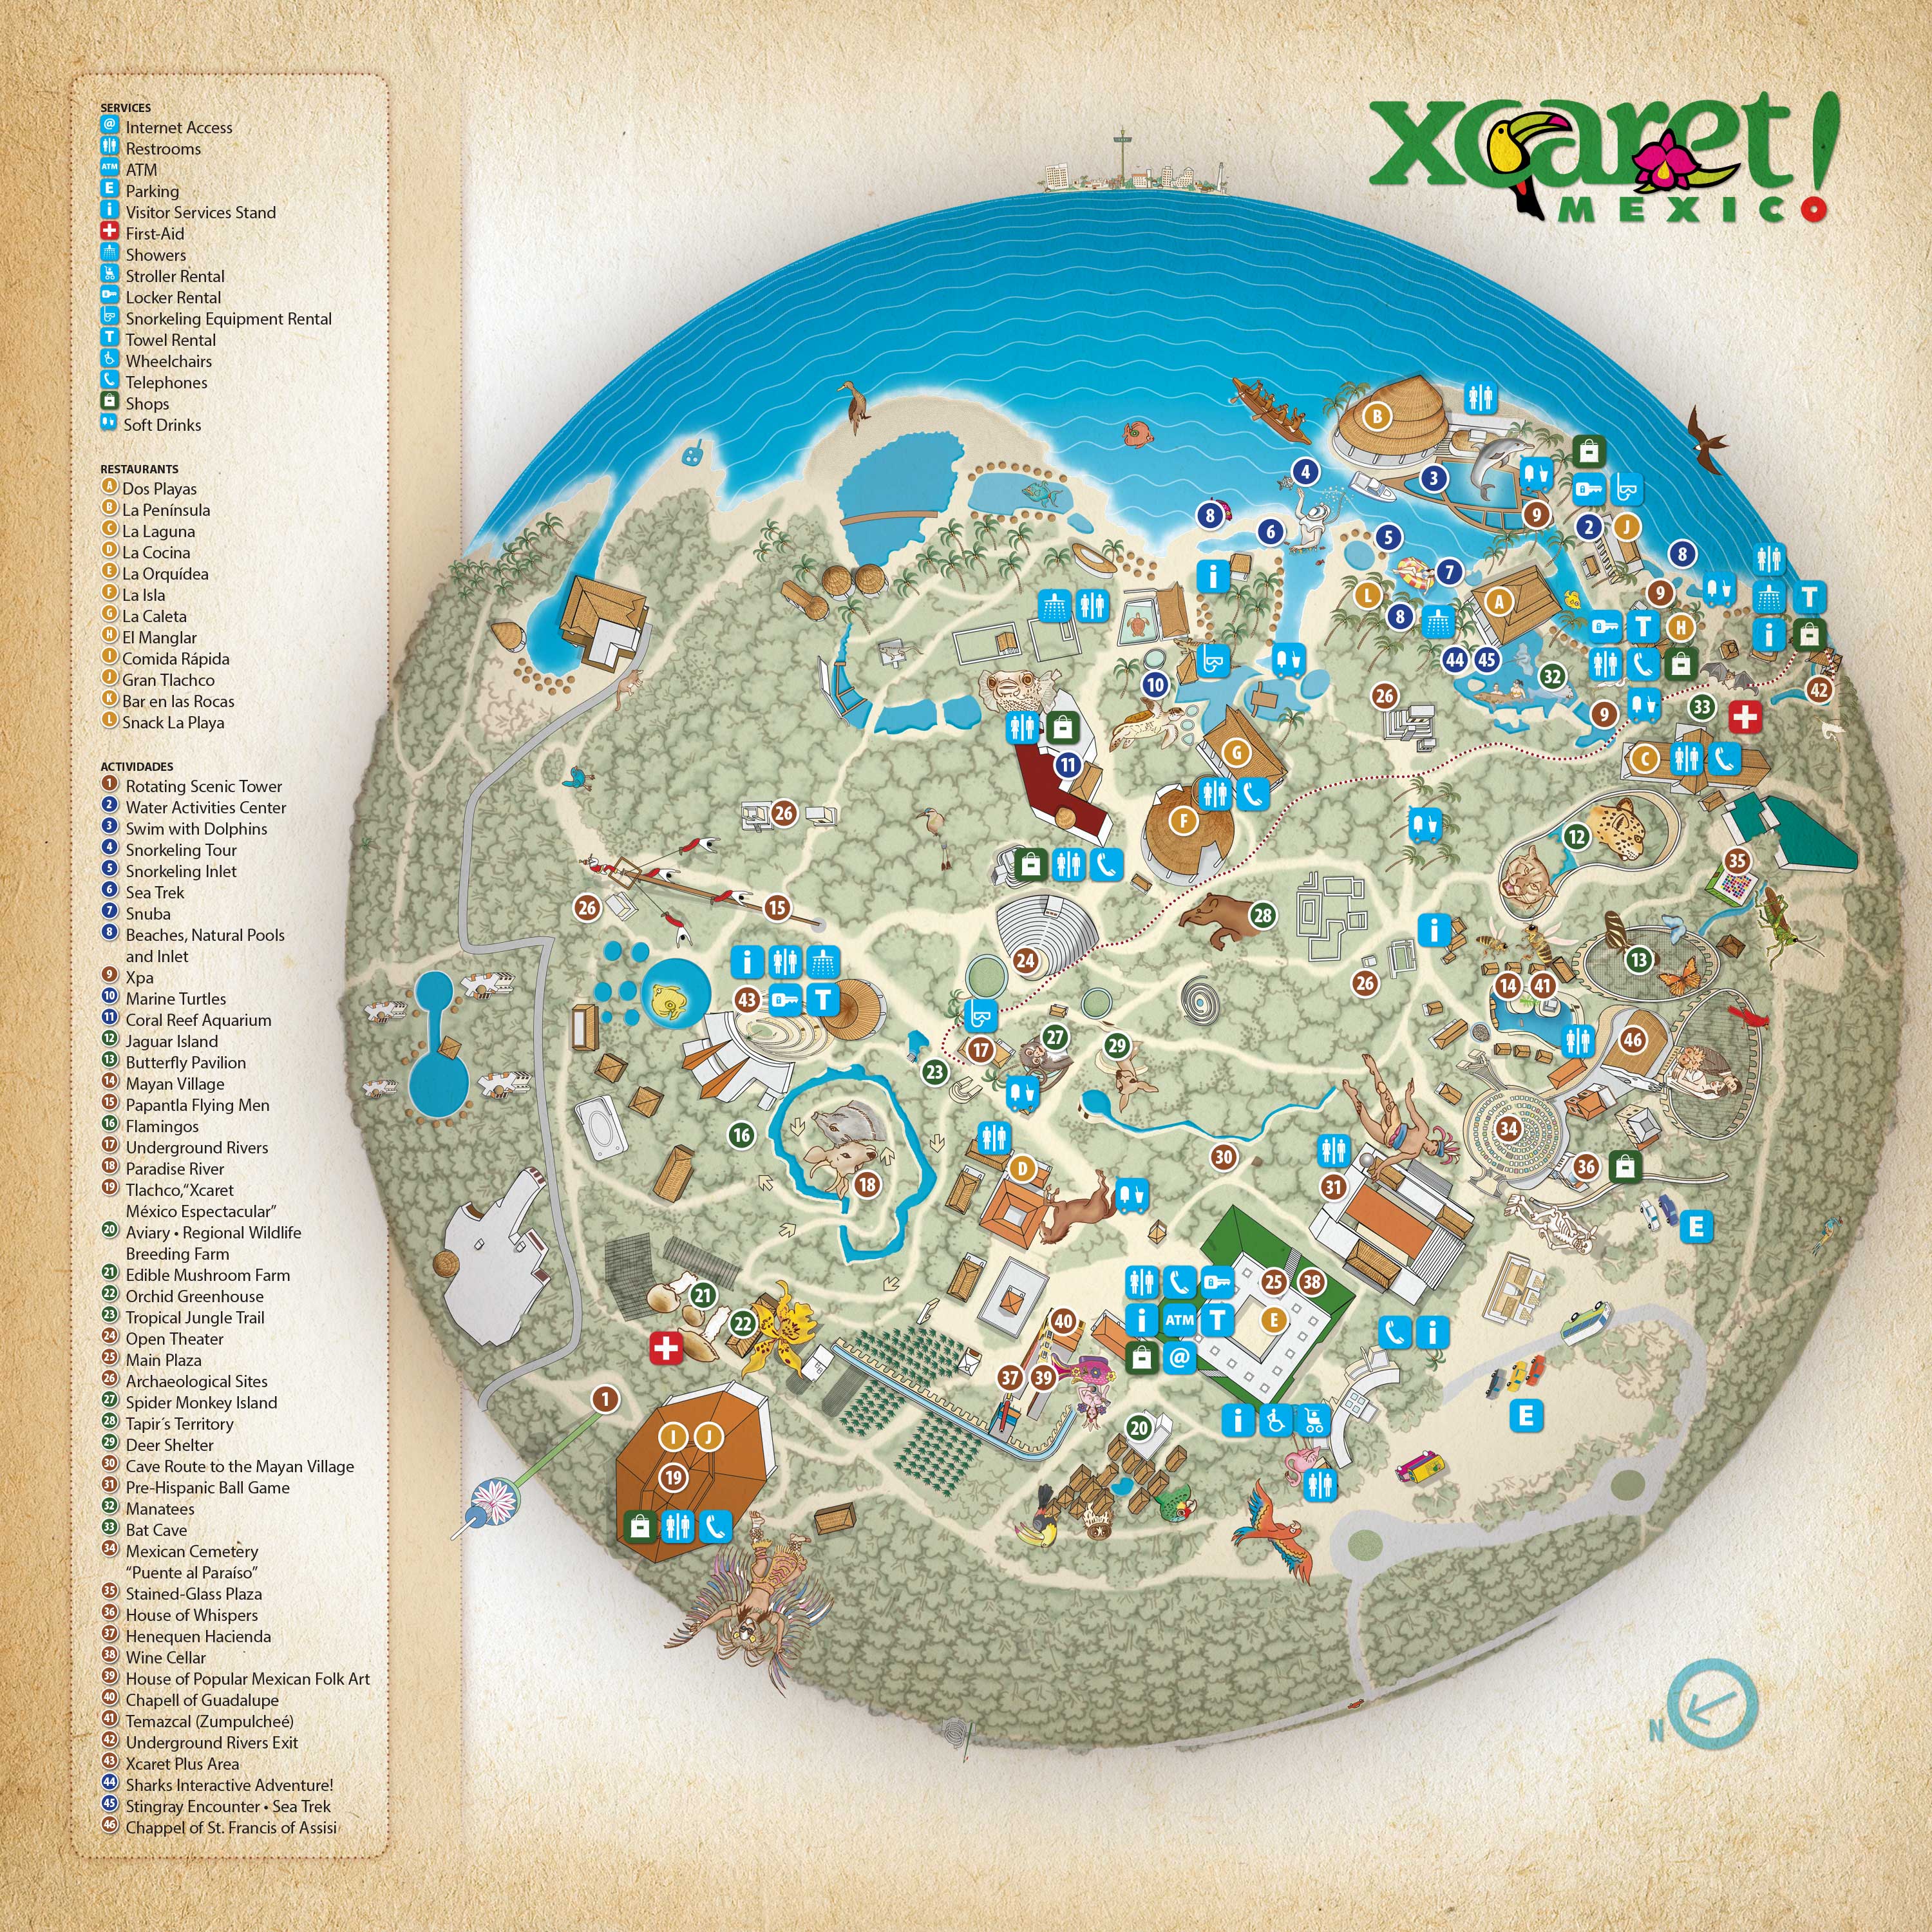 SERVICES
@ Internet Access
Restrooms
ATM ATM
E Parking
i Visitor Services Stand
First-Aid
Showers
Stroller Rental
Locker Rental
Snorkeling Equipment Rental
T Towel Rental
Wheelchairs
Telephones
Shops
Soft Drinks
RESTAURANTS
A Dos Playas
B La Península
C La Laguna
D La Cocina
E La Orquídea
F La Isla
G La Caleta
H El Manglar
I Comida Rápida
J Gran Tlachco
K Bar en las Rocas
L Snack La Playa
ACTIVIDADES
1 Rotating Scenic Tower
2 Water Activities Center
3 Swim with Dolphins
4 Snorkeling Tour
5 Snorkeling Inlet
6 Sea Trek
7 Snuba
8 Beaches, Natural Pools
and Inlet
9 Xpa
10 Marine Turtles
11 Coral Reef Aquarium
12 Jaguar Island
13 Butterfly Pavilion
14 Mayan Village
15 Papantla Flying Men
16 Flamingos
17 Underground Rivers
18 Paradise River
19 Tlachco,“Xcaret
México Espectacular”
20 Aviary • Regional Wildlife
Breeding Farm
21 Edible Mushroom Farm
22 Orchid Greenhouse
23 Tropical Jungle Trail
24 Open Theater
25 Main Plaza
26 Archaeological Sites
27 Spider Monkey Island
28 Tapir´s Territory
29 Deer Shelter
30 Cave Route to the Mayan Village
31 Pre-Hispanic Ball Game
32 Manatees
33 Bat Cave
34 Mexican Cemetery
“Puente al Paraíso”
35 Stained-Glass Plaza
36 House of Whispers
37 Henequen Hacienda
38 Wine Cellar
39 House of Popular Mexican Folk Art
40 Chapell of Guadalupe
41 Temazcal (Zumpulcheé)
42 Underground Rivers Exit
43 Xcaret Plus Area
44 Sharks Interactive Adventure!
45 Stingray Encounter • Sea Trek
46 Chappel of St. Francis of Assisi
xcaret!
MEXICO
B
4
3
8
6
5
9
2
J
8
i
7
L
A
9
T
8
T
H
i
44
45
32
10
26
9
33
42
11
G
C
26
F
12
35
26
15
28
i
24
13
i
26
14
41
43
T
17
27
29
46
23
16
34
30
18
D
31
36
E
21
25
38
22
40
i
ATM
T
E
i
@
37
39
1
i
E
20
I
J
19
N